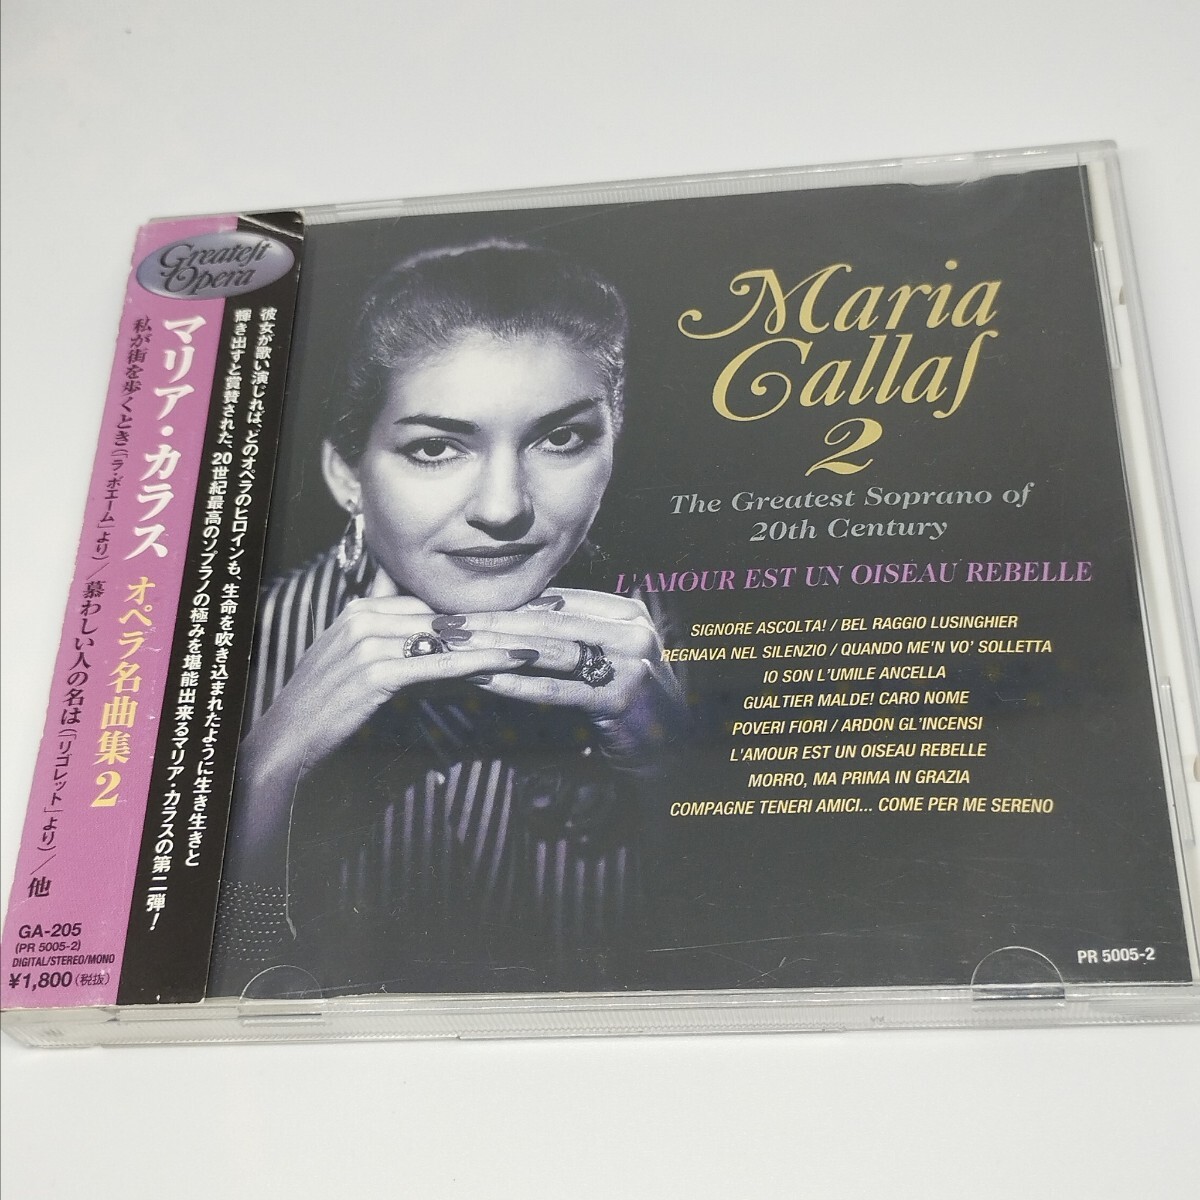 Greatest
Opera
マリア・カラス オペラ名曲集2
私が街を歩くとき(「ラ・ボエーム」より)/慕わしい人の名は(「リゴレット」より)/他
彼女が歌い演じれば、どのオペラのヒロインも、生命を吹き込まれたように生き生きと
輝き出すと賞賛された、20世紀最高のソプラノの極みを堪能出来るマリア・カラスの第二弾!
GA-205
(PR 5005-2)
DIGITAL/STEREO/MONO
¥1,800(税抜)
Maria
Callas
2
The Greatest Soprano of
20th Century
L'AMOUR EST UN OISEAU REBELLE
SIGNORE ASCOLTA! / BEL RAGGIO LUSINGHIER
REGNAVA NEL SILENZIO / QUANDO ME'N VO' SOLLETTA
IO SON L'UMILE ANCELLA
GUALTIER MALDE! CARO NOME
POVERI FIORI / ARDON GL'INCENSI
L'AMOUR EST UN OISEAU REBELLE
MORRO, MA PRIMA IN GRAZIA
COMPAGNE TENERI AMICI... COME PER ME SERENO
PR 5005-2